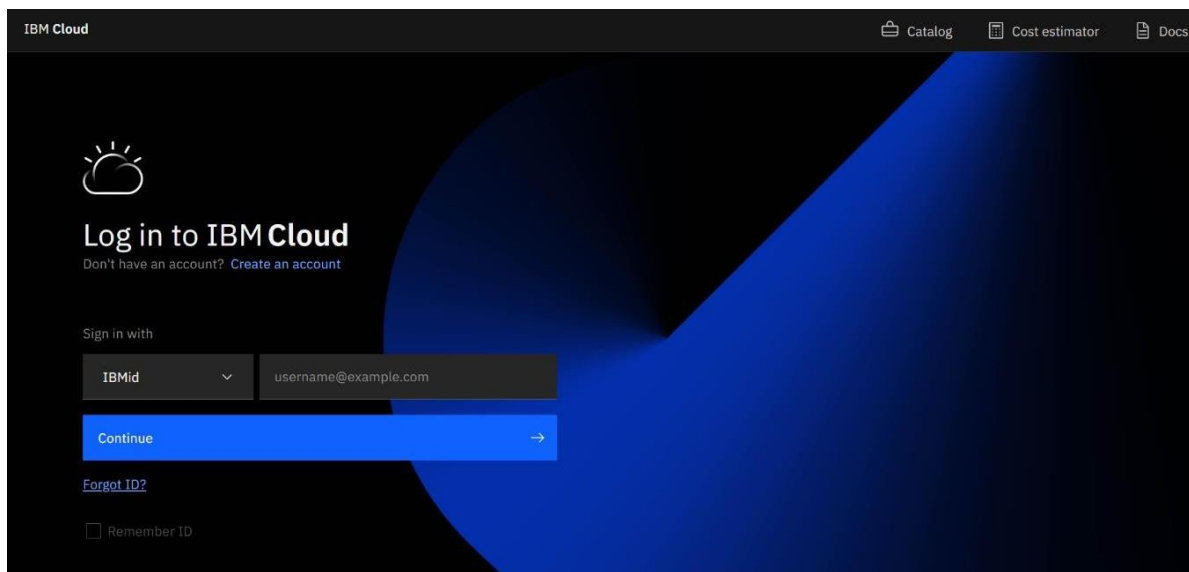 IBM Cloud Catalog Cost estimator Docs
Log in to IBM Cloud
Don't have an account? Create an account
Sign in with
IBMid username@example.com
Continue
Forgot ID?
Remember ID